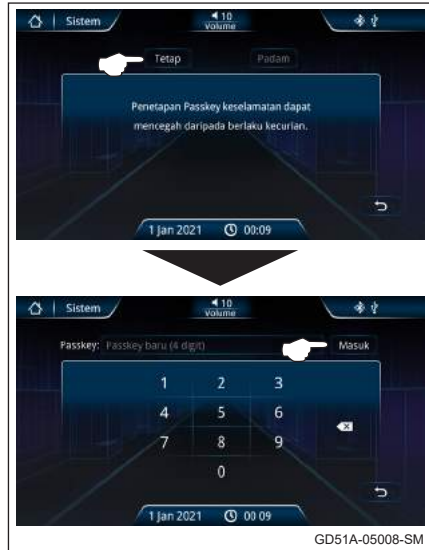 Sistem
10
Volume
Tetap
Padam
Penetapan Passkey keselamatan dapat
mencegah daripada berlaku kecurian.
1 Jan 2021
00:09
Sistem
10
Volume
Passkey: Passkey baru (4 digit)
Masuk
1 2 3
4 5 6
7 8 9
0
1 Jan 2021
00 09
GD51A-05008-SM